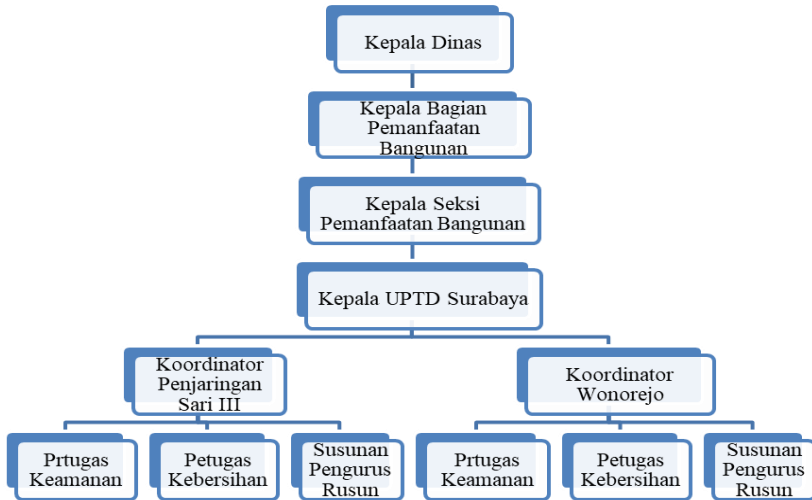 Kepala Dinas
Kepala Bagian
Pemanfaatan
Bangunan
Kepala Seksi
Pemanfaatan Bangunan
Kepala UPTD Surabaya
Koordinator
Penjaringan
Sari III
Koordinator
Wonorejo
Prtugas
Keamanan
Petugas
Kebersihan
Susunan
Pengurus
Rusun
Prtugas
Keamanan
Petugas
Kebersihan
Susunan
Pengurus
Rusun